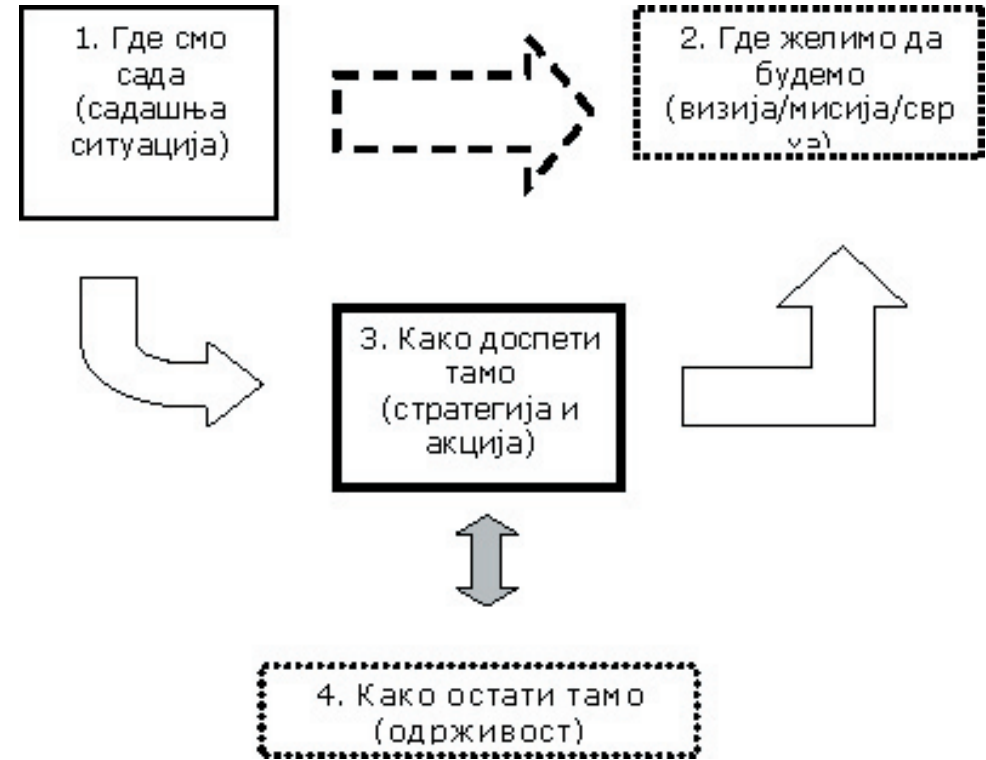 1. Где смо
сада
(садашња
ситуација)
2. Где желимо да
будемо
(визија/мисија/свр
ха)
3. Како доспети
тамо
(стратегија и
акција)
4. Како остати тамо
(одрживост)